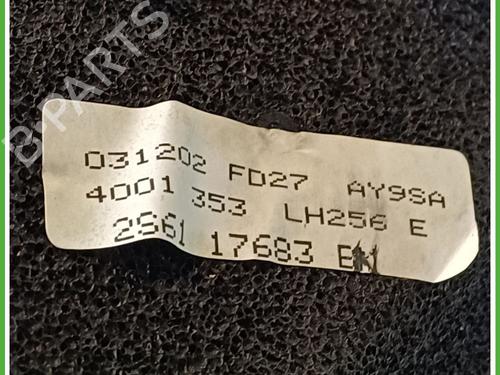 B-PARTS
031202 FD27 AY9SA
4001 353 LH256 E
2S61 17683